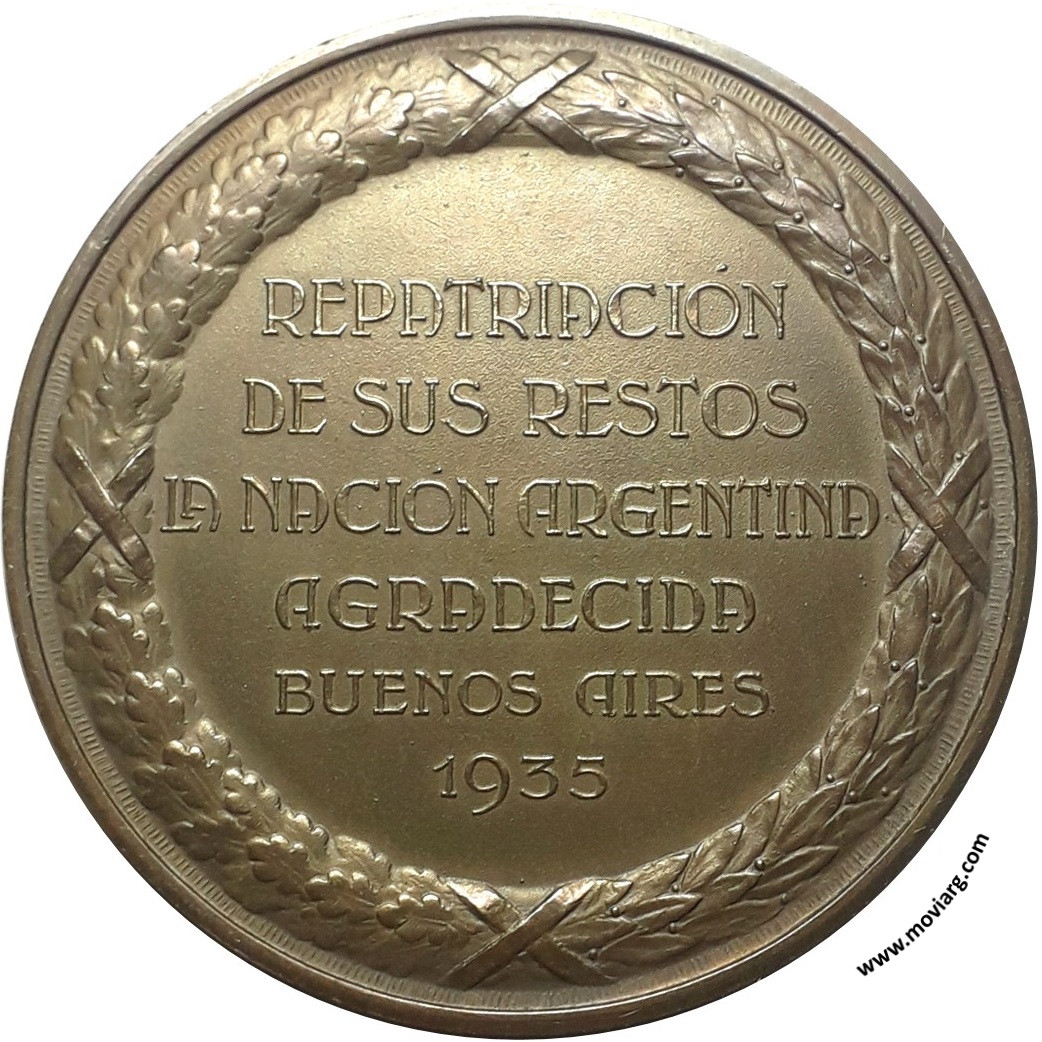 REPATRIACIÓN
DE SUS RESTOS
LA NACIÓN ARGENTINA
AGRADECIDA
BUENOS AIRES
1935
www.moviarg.com